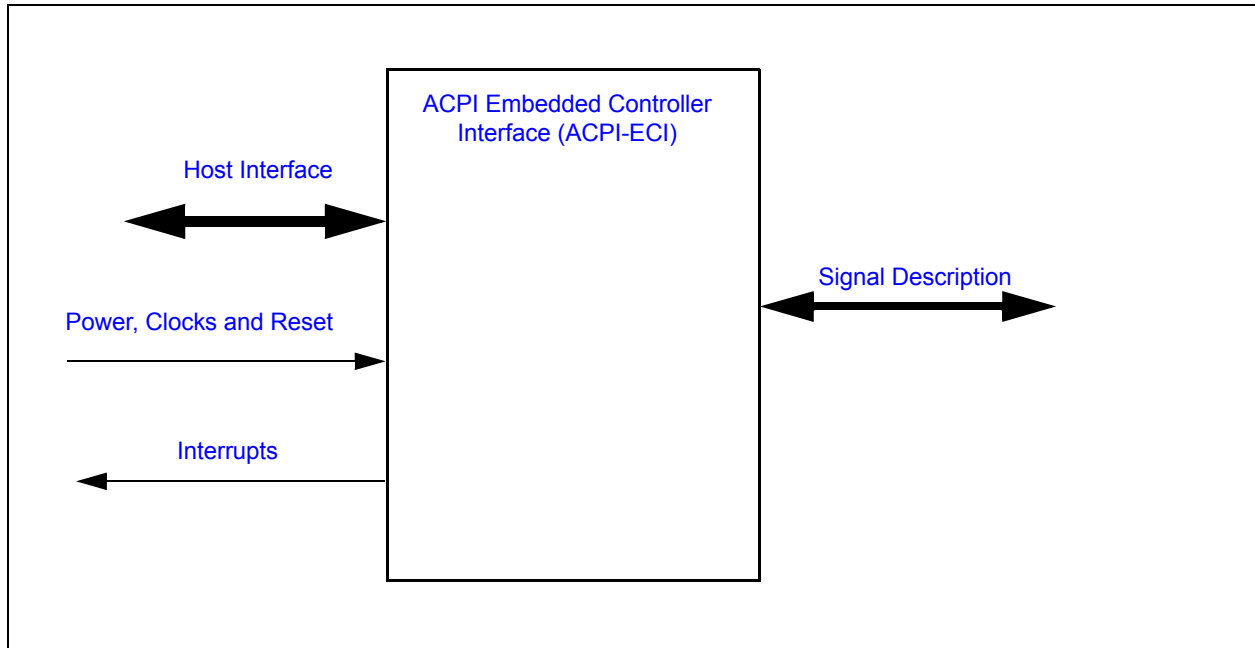 ACPI Embedded Controller
Interface (ACPI-ECI)
Host Interface
Signal Description
Power, Clocks and Reset
Interrupts